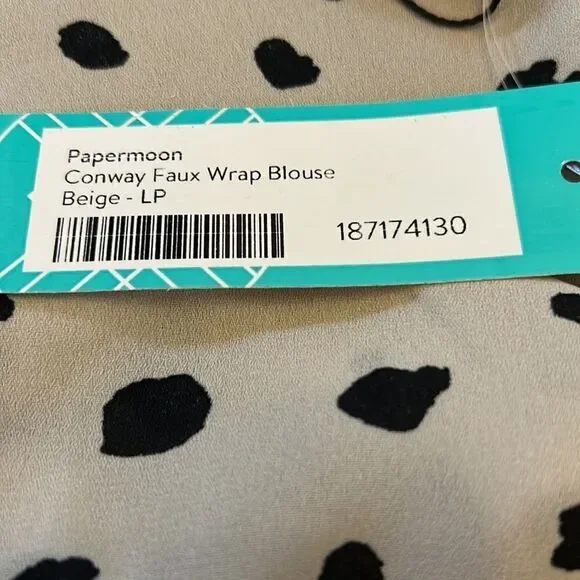 Papermoon
Conway Faux Wrap Blouse
Beige - LP
187174130